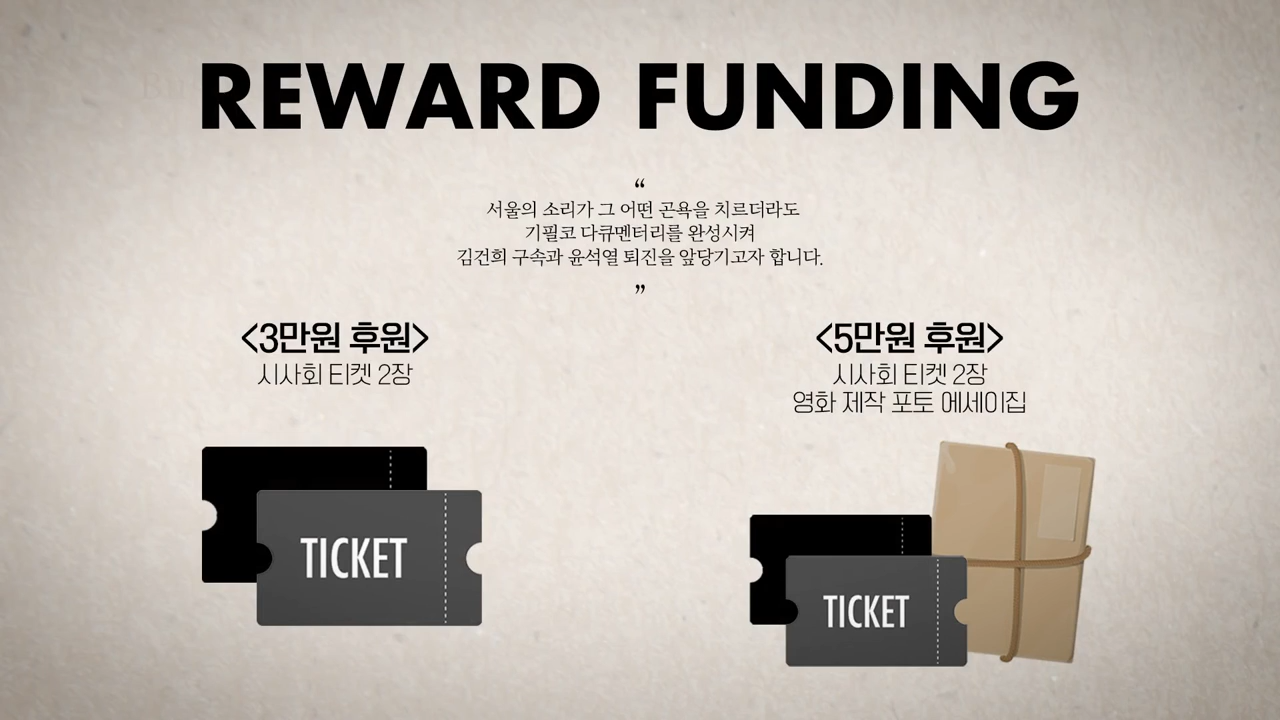 REWARD FUNDING
“
서울의 소리가 그 어떤 곤욕을 치르더라도
기필코 다큐멘터리를 완성시켜
김건희 구속과 윤석열 퇴진을 앞당기고자 합니다.
”
<3만원 후원>
시사회 티켓 2장
<5만원 후원>
시사회 티켓 2장
영화 제작 포토 에세이집
TICKET
TICKET